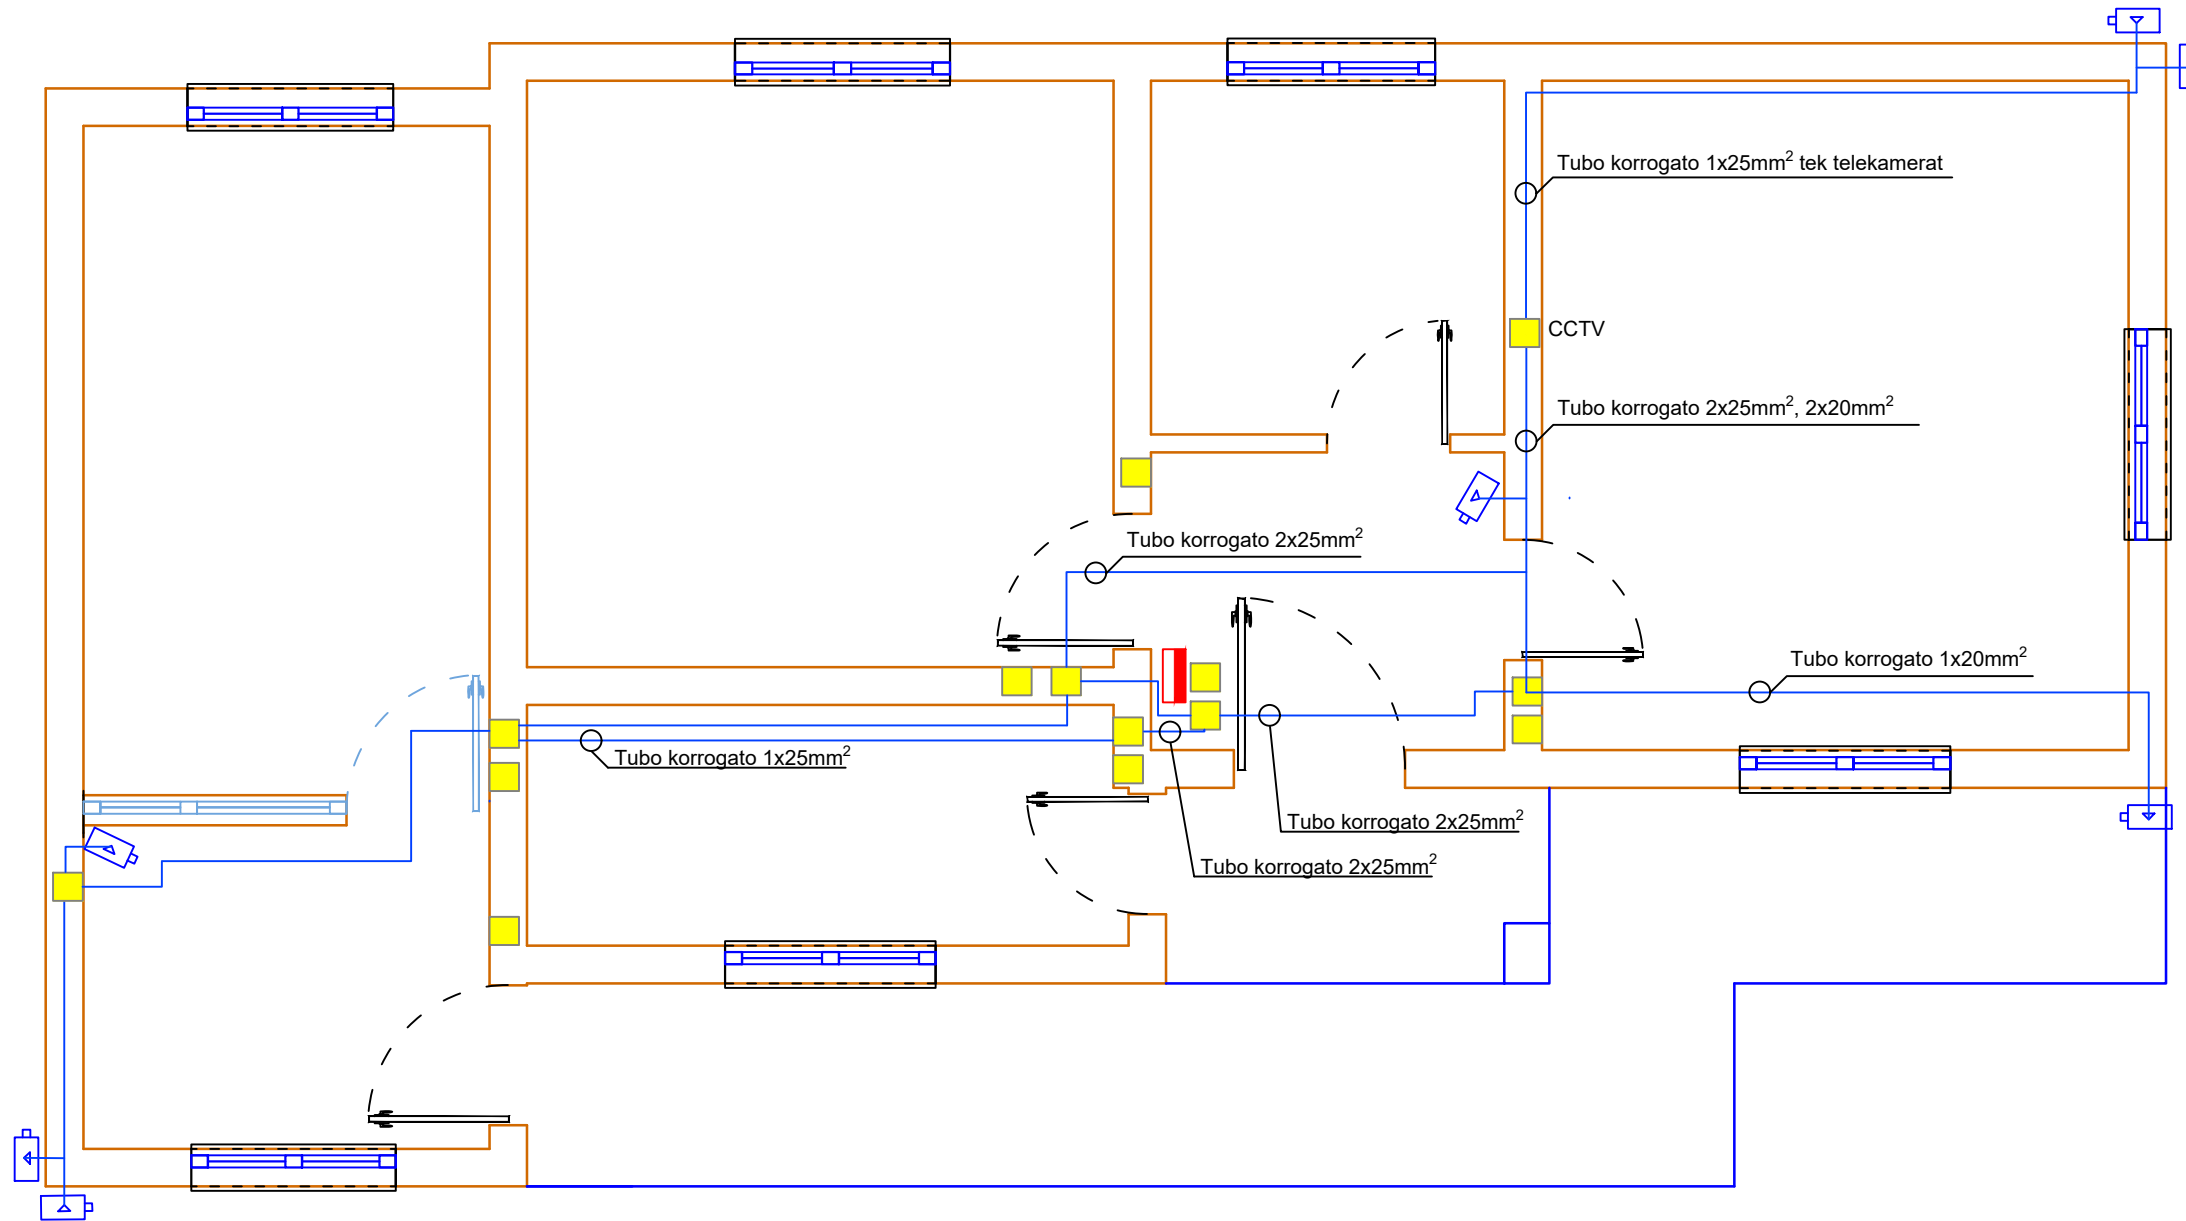 Tubo korrogato 1x25mm² tek telekamerat
CCTV
Tubo korrogato 2x25mm², 2x20mm²
Tubo korrogato 2x25mm²
Tubo korrogato 1x20mm²
Tubo korrogato 1x25mm²
Tubo korrogato 2x25mm²
Tubo korrogato 2x25mm²